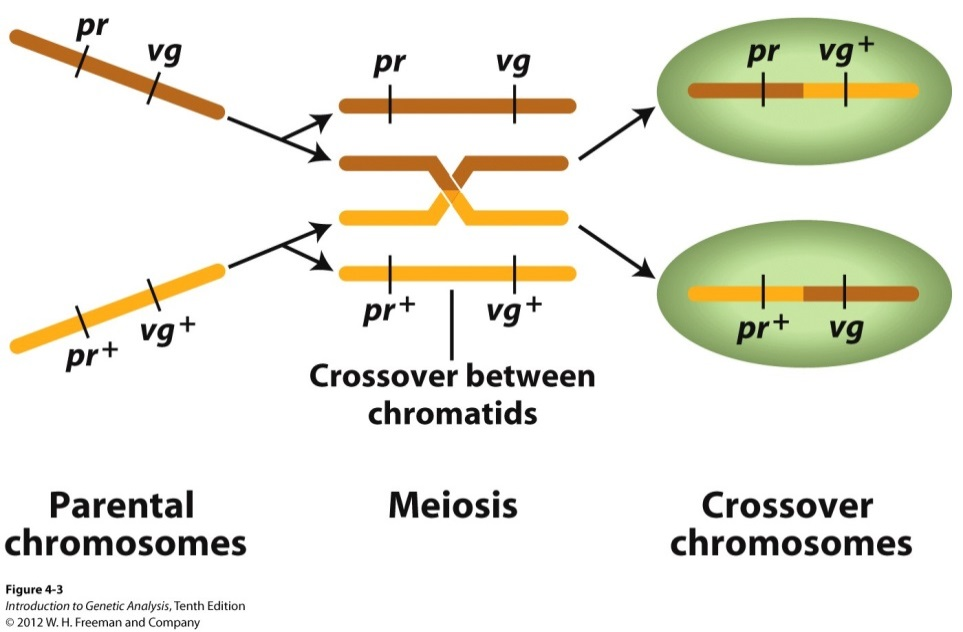 pr
vg
pr+
vg+
pr vg
pr+ vg+
Crossover between
chromatids
pr vg+
pr+ vg
Parental
chromosomes
Meiosis
Crossover
chromosomes
Figure 4-3
Introduction to Genetic Analysis, Tenth Edition
© 2012 W. H. Freeman and Company